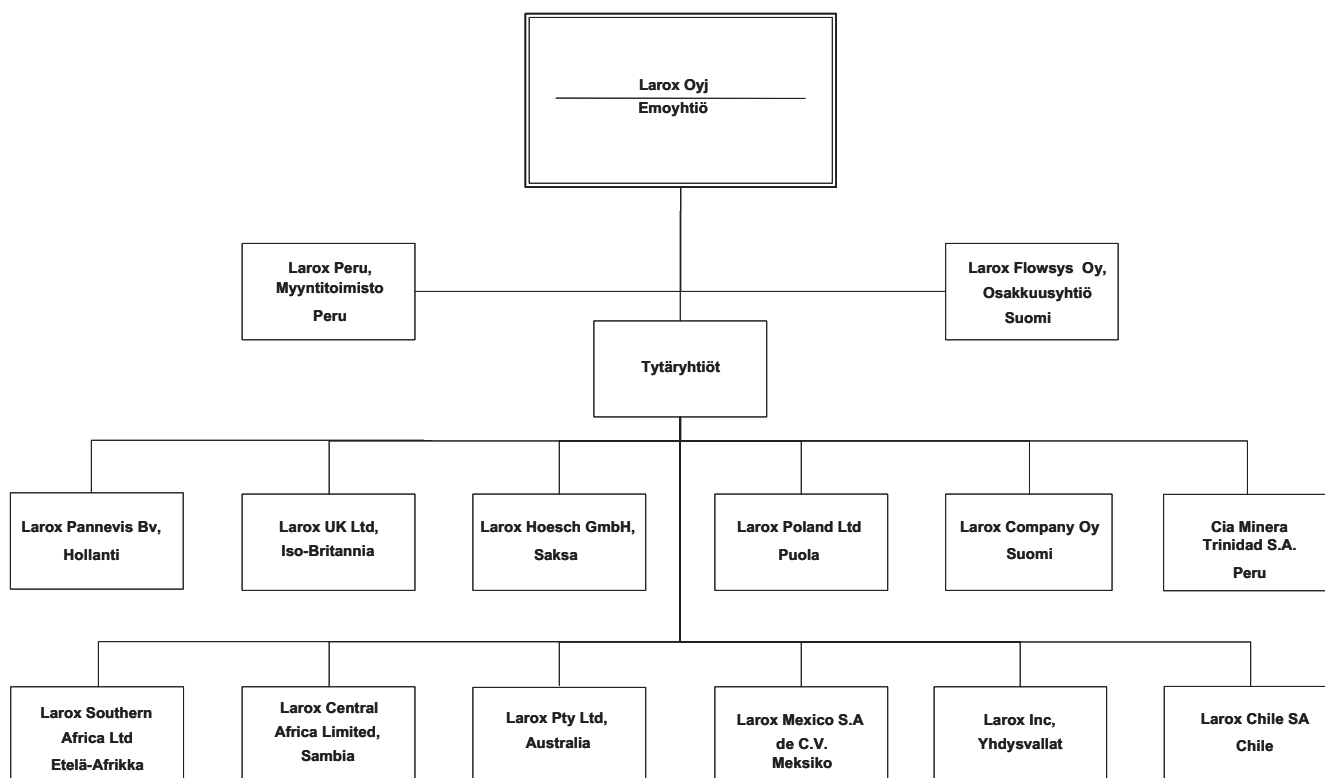 Larox Oyj
Emoyhtiö
Larox Peru,
Myyntitoimisto
Peru
Larox Flowsys Oy,
Osakkuusyhtiö
Suomi
Tytäryhtiöt
Larox Pannevis Bv,
Hollanti
Larox UK Ltd,
Iso-Britannia
Larox Hoesch GmbH,
Saksa
Larox Poland Ltd
Puola
Larox Company Oy
Suomi
Cia Minera
Trinidad S.A.
Peru
Larox Southern
Africa Ltd
Etelä-Afrikka
Larox Central
Africa Limited,
Sambia
Larox Pty Ltd,
Australia
Larox Mexico S.A
de C.V.
Meksiko
Larox Inc,
Yhdysvallat
Larox Chile SA
Chile